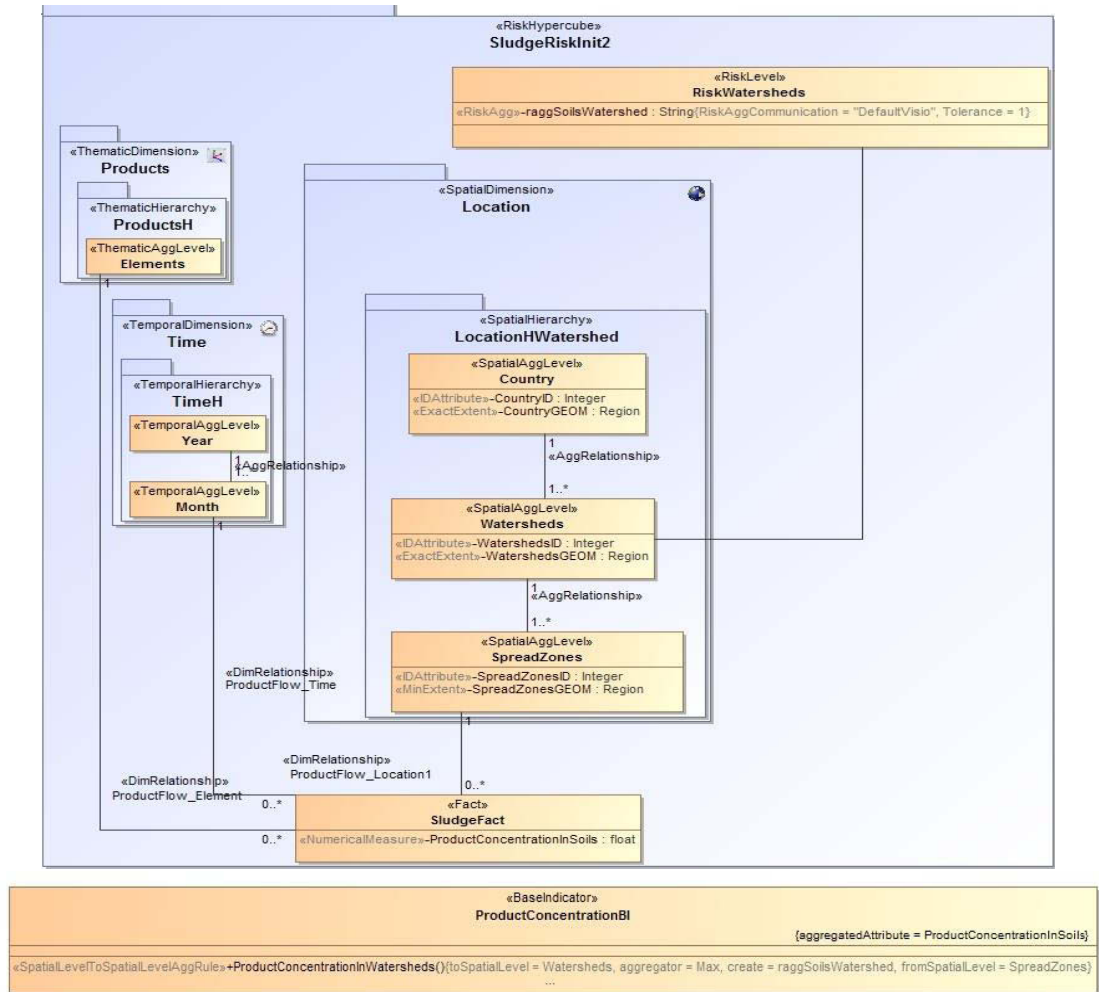 «RiskHypercube»
SludgeRiskInit2
«RiskLevel»
RiskWatersheds
«RiskAgg»-raggSoilsWatershed : String{RiskAggCommunication = "DefaultVisio", Tolerance = 1}
«ThematicDimension»
Products
«ThematicHierarchy»
ProductsH
«ThematicAggLevel»
Elements
1
«TemporalDimension»
Time
«TemporalHierarchy»
TimeH
«TemporalAggLevel»
Year
1
«AggRelationship»
1..*
«TemporalAggLevel»
Month
1
«SpatialDimension»
Location
«SpatialHierarchy»
LocationHWatershed
«SpatialAggLevel»
Country
«IDAttribute»-CountryID : Integer
«ExactExtent»-CountryGEOM : Region
1
«AggRelationship»
1..*
«SpatialAggLevel»
Watersheds
«IDAttribute»-WatershedsID : Integer
«ExactExtent»-WatershedsGEOM : Region
1
«AggRelationship»
1..*
«SpatialAggLevel»
SpreadZones
«IDAttribute»-SpreadZonesID : Integer
«MinExtent»-SpreadZonesGEOM : Region
1
«DimRelationship»
ProductFlow_Time
«DimRelationship»
ProductFlow_Location1
«DimRelationship»
ProductFlow_Element
0..*
0..*
0..*
«Fact»
SludgeFact
«NumericalMeasure»-ProductConcentrationInSoils : float
«BaseIndicator»
ProductConcentrationBI
{aggregatedAttribute = ProductConcentrationInSoils}
«SpatialLevelToSpatialLevelAggRule»+ProductConcentrationInWatersheds(){toSpatialLevel = Watersheds, aggregator = Max, create = raggSoilsWatershed, fromSpatialLevel = SpreadZones}
...